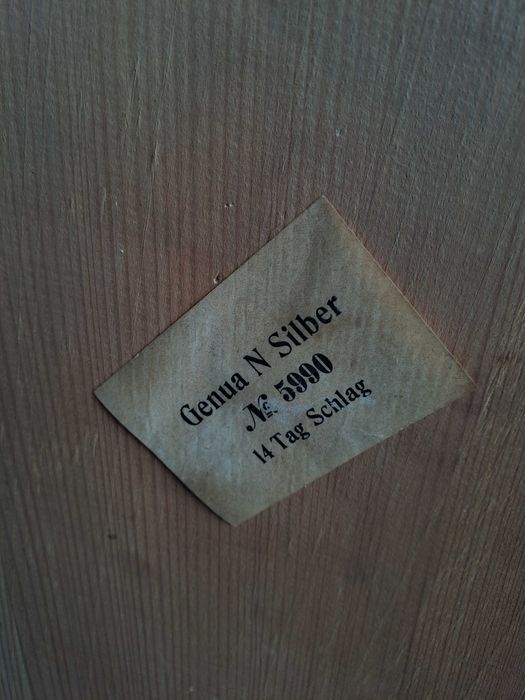 Genua N Silber
№ 5990
14 Tag Schlag